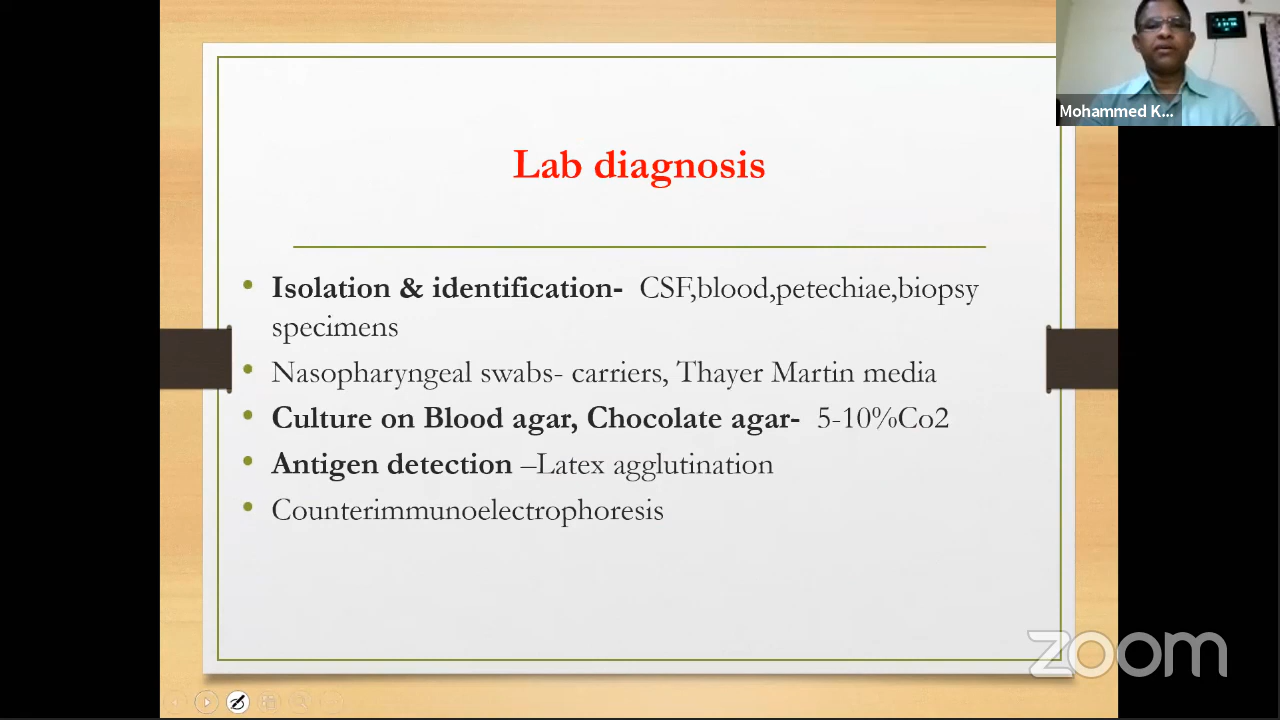 Mohammed K...
Lab diagnosis
Isolation & identification- CSF,blood,petechiae,biopsy
specimens
Nasopharyngeal swabs- carriers, Thayer Martin media
Culture on Blood agar, Chocolate agar- 5-10%Co2
Antigen detection –Latex agglutination
Counterimmunoelectrophoresis
zoom